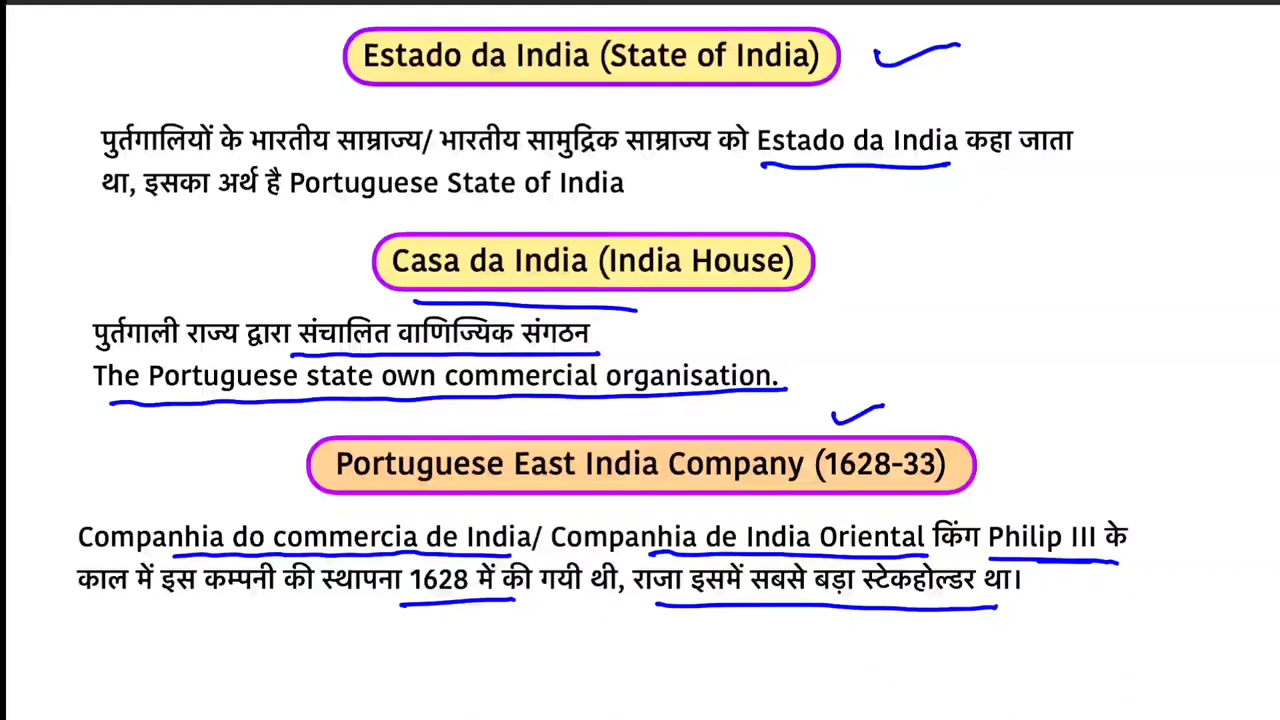 Estado da India (State of India)
पुर्तगालियों के भारतीय साम्राज्य/ भारतीय सामुद्रिक साम्राज्य को Estado da India कहा जाता
था, इसका अर्थ है Portuguese State of India
Casa da India (India House)
पुर्तगाली राज्य द्वारा संचालित वाणिज्यिक संगठन
The Portuguese state own commercial organisation.
Portuguese East India Company (1628-33)
Companhia do commercia de India/ Companhia de India Oriental किंग Philip III के
काल में इस कम्पनी की स्थापना 1628 में की गयी थी, राजा इसमें सबसे बड़ा स्टेकहोल्डर था।